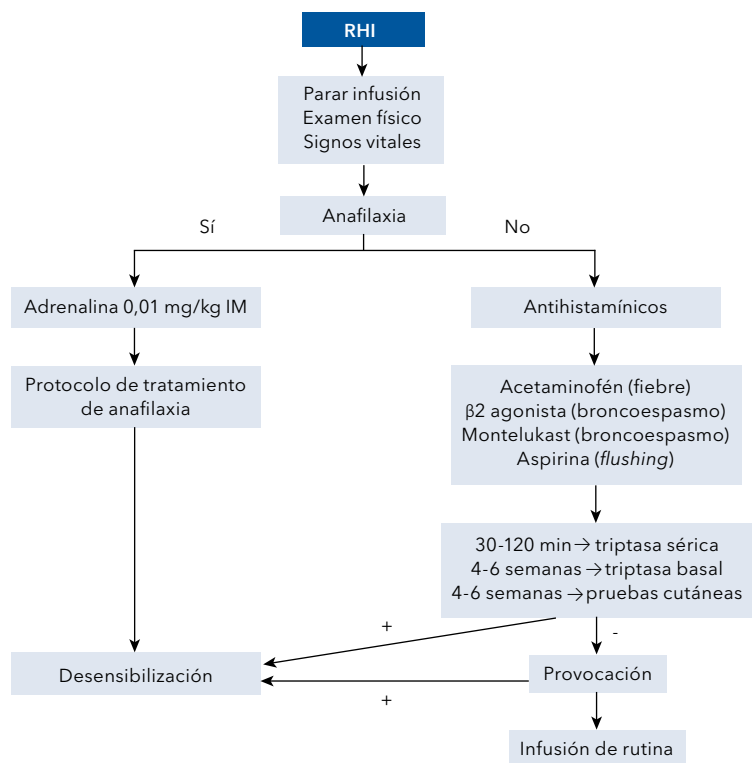 RHI
Parar infusión
Examen físico
Signos vitales
Anafilaxia
Sí
No
Adrenalina 0,01 mg/kg IM
Antihistamínicos
Protocolo de tratamiento
de anafilaxia
Acetaminofén (fiebre)
β2 agonista (broncoespasmo)
Montelukast (broncoespasmo)
Aspirina (flushing)
30-120 min→ triptasa sérica
4-6 semanas →triptasa basal
4-6 semanas →pruebas cutáneas
+
-
Desensibilización
Provocación
+
Infusión de rutina